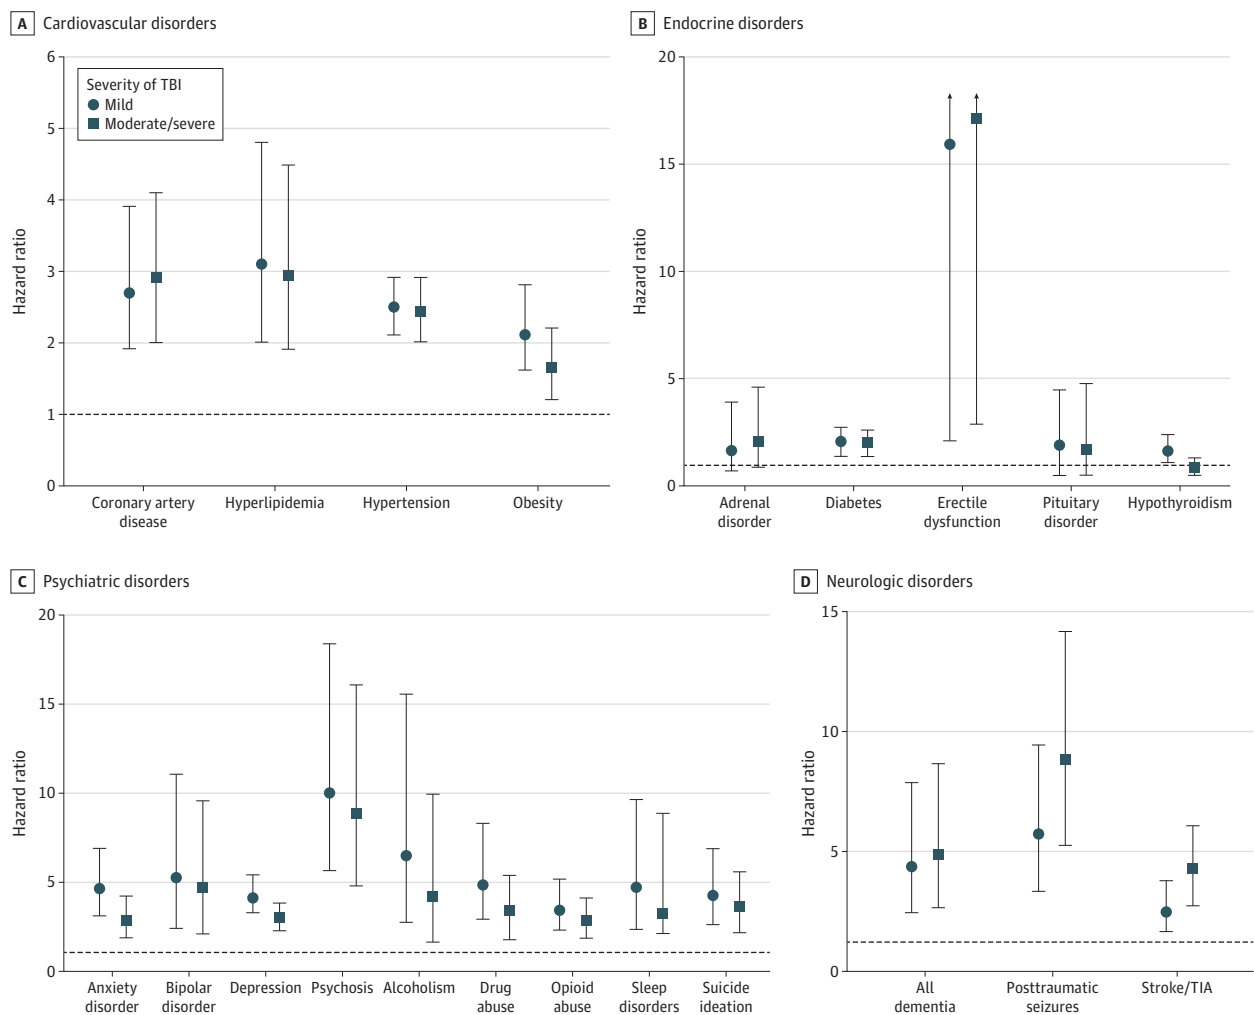 A Cardiovascular disorders
6
5
4
3
2
1
0
Hazard ratio
Severity of TBI
Mild
Moderate/severe
Coronary artery
disease
Hyperlipidemia
Hypertension
Obesity
B Endocrine disorders
20
15
10
5
0
Hazard ratio
Adrenal
disorder
Diabetes
Erectile
dysfunction
Pituitary
disorder
Hypothyroidism
C Psychiatric disorders
20
15
10
5
0
Hazard ratio
Anxiety
disorder
Bipolar
disorder
Depression
Psychosis
Alcoholism
Drug
abuse
Opioid
abuse
Sleep
disorders
Suicide
ideation
D Neurologic disorders
15
10
5
0
Hazard ratio
All
dementia
Posttraumatic
seizures
Stroke/TIA